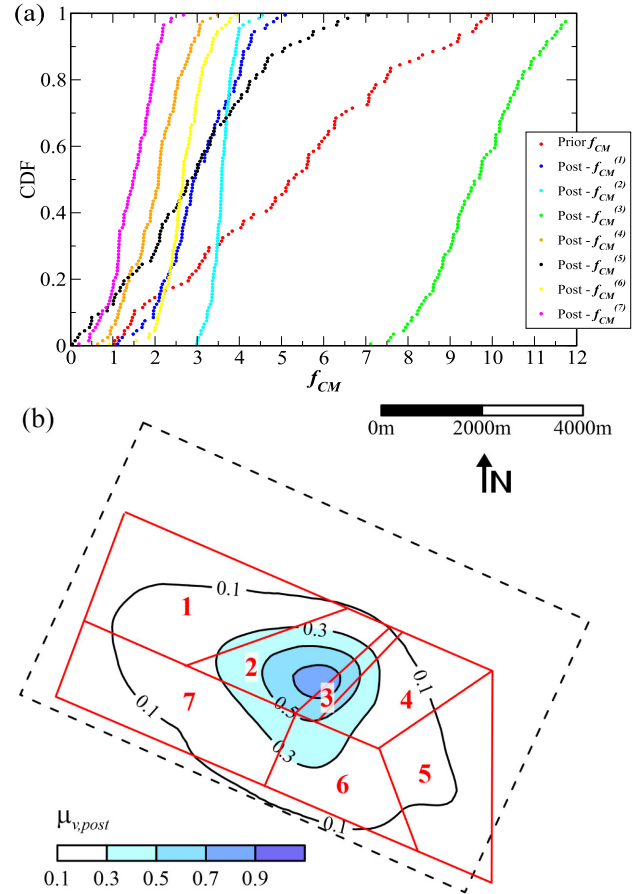 (a)
1
0.8
0.6
0.4
0.2
0
CDF
Prior fCM
Post - fCM(1)
Post - fCM(2)
Post - fCM(3)
Post - fCM(4)
Post - fCM(5)
Post - fCM(6)
Post - fCM(7)
0 1 2 3 4 5 6 7 8 9 10 11 12
fCM
(b)
0m 2000m 4000m
N
0.1
1
0.3
2
0.1
3
4
7
0.5
0.1
0.3
6
5
0.1
μv,post
0.1 0.3 0.5 0.7 0.9